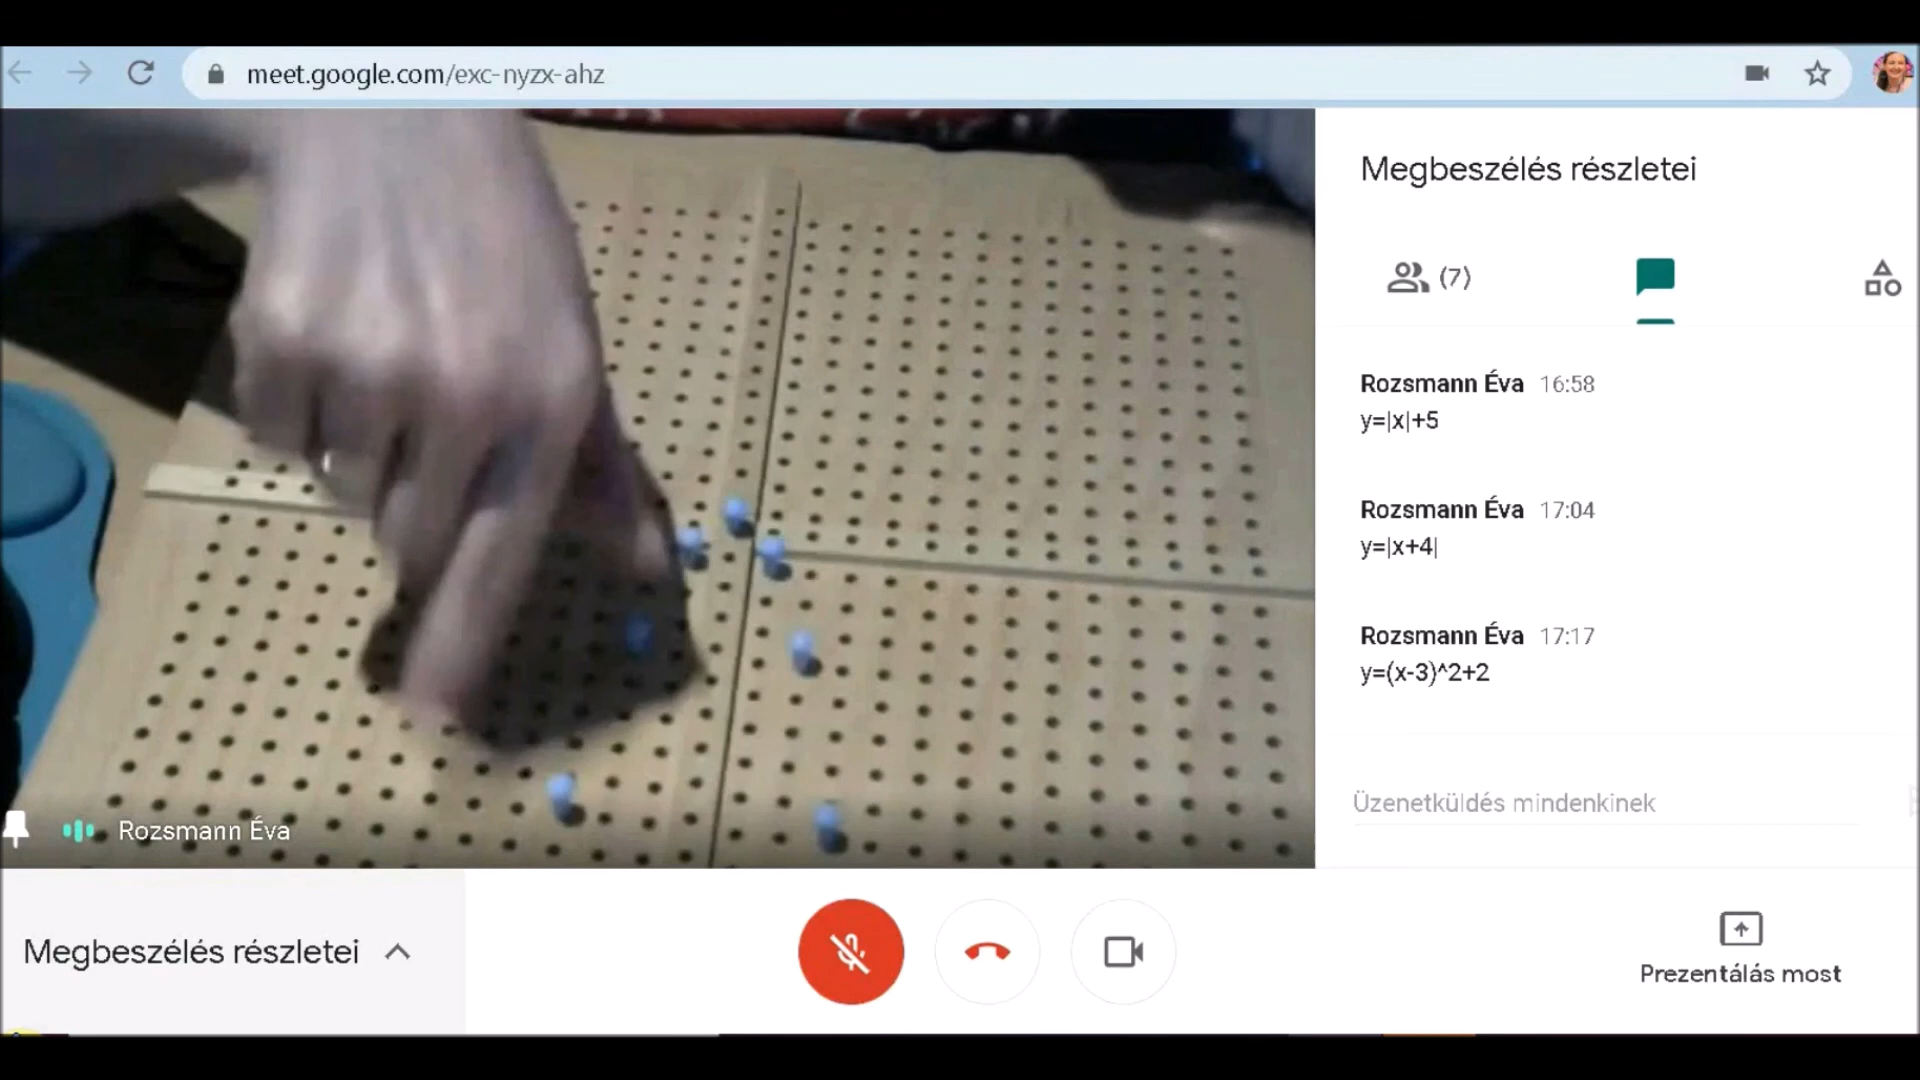 meet.google.com/exc-nyzx-ahz
Megbeszélés részletei
(7)
Rozsmann Éva 16:58
y=|x|+5
Rozsmann Éva 17:04
y=|x+4|
Rozsmann Éva 17:17
y=(x-3)^2+2
Üzenetküldés mindenkinek
Rozsmann Éva
Megbeszélés részletei
Prezentálás most